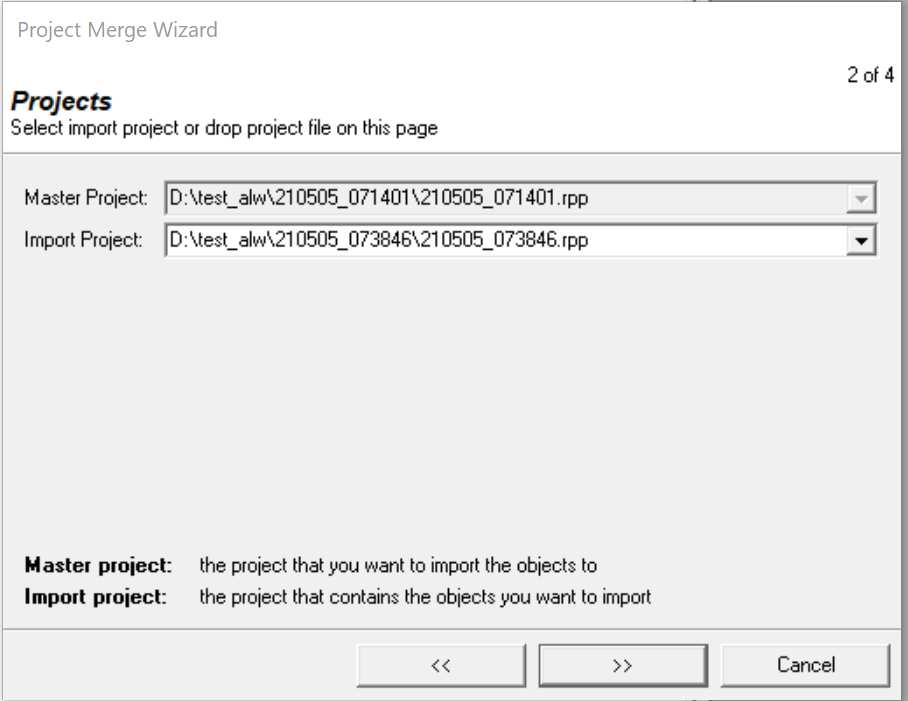 Project Merge Wizard
2 of 4
Projects
Select import project or drop project file on this page
Master Project: D:\test_alw\210505_071401\210505_071401.rpp
Import Project: D:\test_alw\210505_073846\210505_073846.rpp
Master project: the project that you want to import the objects to
Import project: the project that contains the objects you want to import
<< >> Cancel